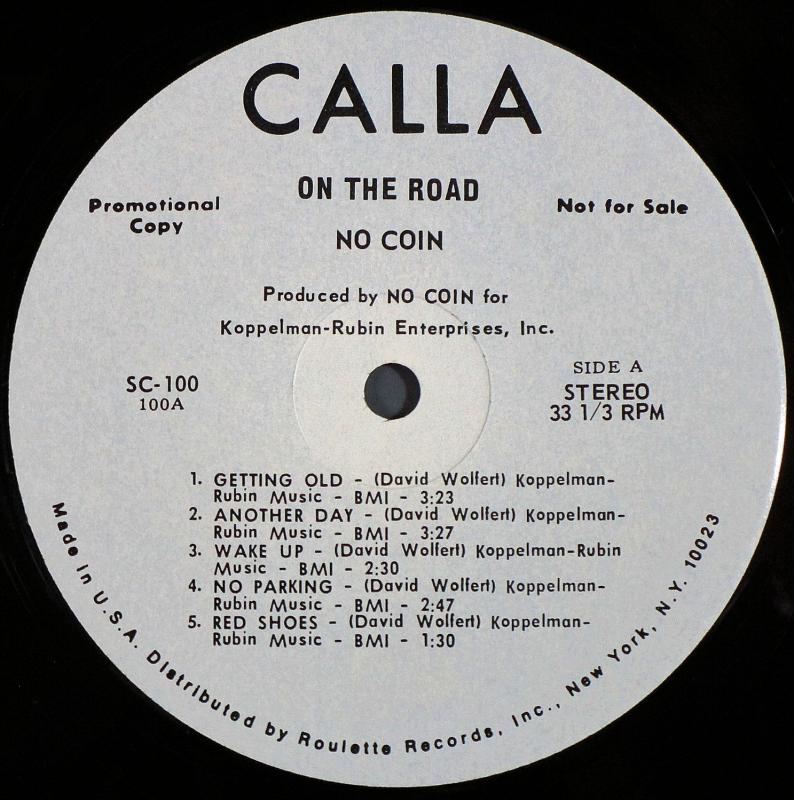 CALLA
ON THE ROAD
Promotional
Copy
Not for Sale
NO COIN
Produced by NO COIN for
Koppelman-Rubin Enterprises, Inc.
SC-100
100A
SIDE A
STEREO
33 1/3 RPM
1. GETTING OLD - (David Wolfert) Koppelman-
Rubin Music - BMI - 3:23
2. ANOTHER DAY - (David Wolfert) Koppelman-
Rubin Music - BMI - 3:27
3. WAKE UP - (David Wolfert) Koppelman-Rubin
Music - BMI - 2:30
4. NO PARKING - (David Wolfert) Koppelman-
Rubin Music - BMI - 2:47
5. RED SHOES - (David Wolfert) Koppelman-
Rubin Music - BMI - 1:30
Made in U.S.A. Distributed by Roulette Records, Inc., New York, N.Y. 10023